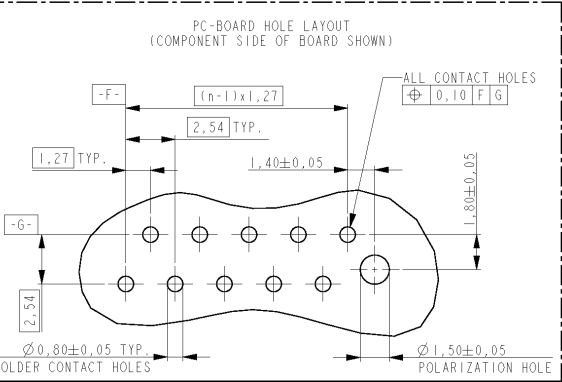 PC-BOARD HOLE LAYOUT
(COMPONENT SIDE OF BOARD SHOWN)
ALL CONTACT HOLES
⌖ 0,10 F G
-F-
(n-1)x1,27
2,54 TYP.
1,27 TYP.
1,40±0,05
1,80±0,05
-G-
2,54
Ø0,80±0,05 TYP.
OLDER CONTACT HOLES
Ø1,50±0,05
POLARIZATION HOLE